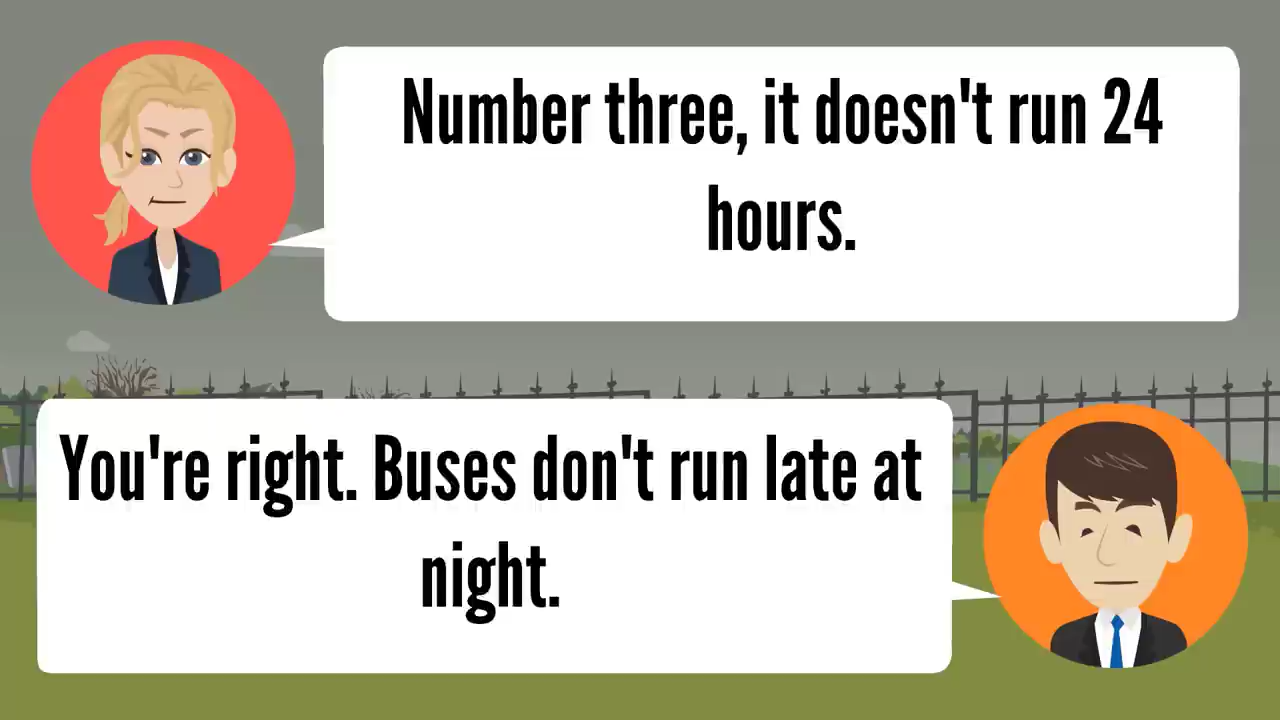 Number three, it doesn't run 24
hours.
You're right. Buses don't run late at
night.